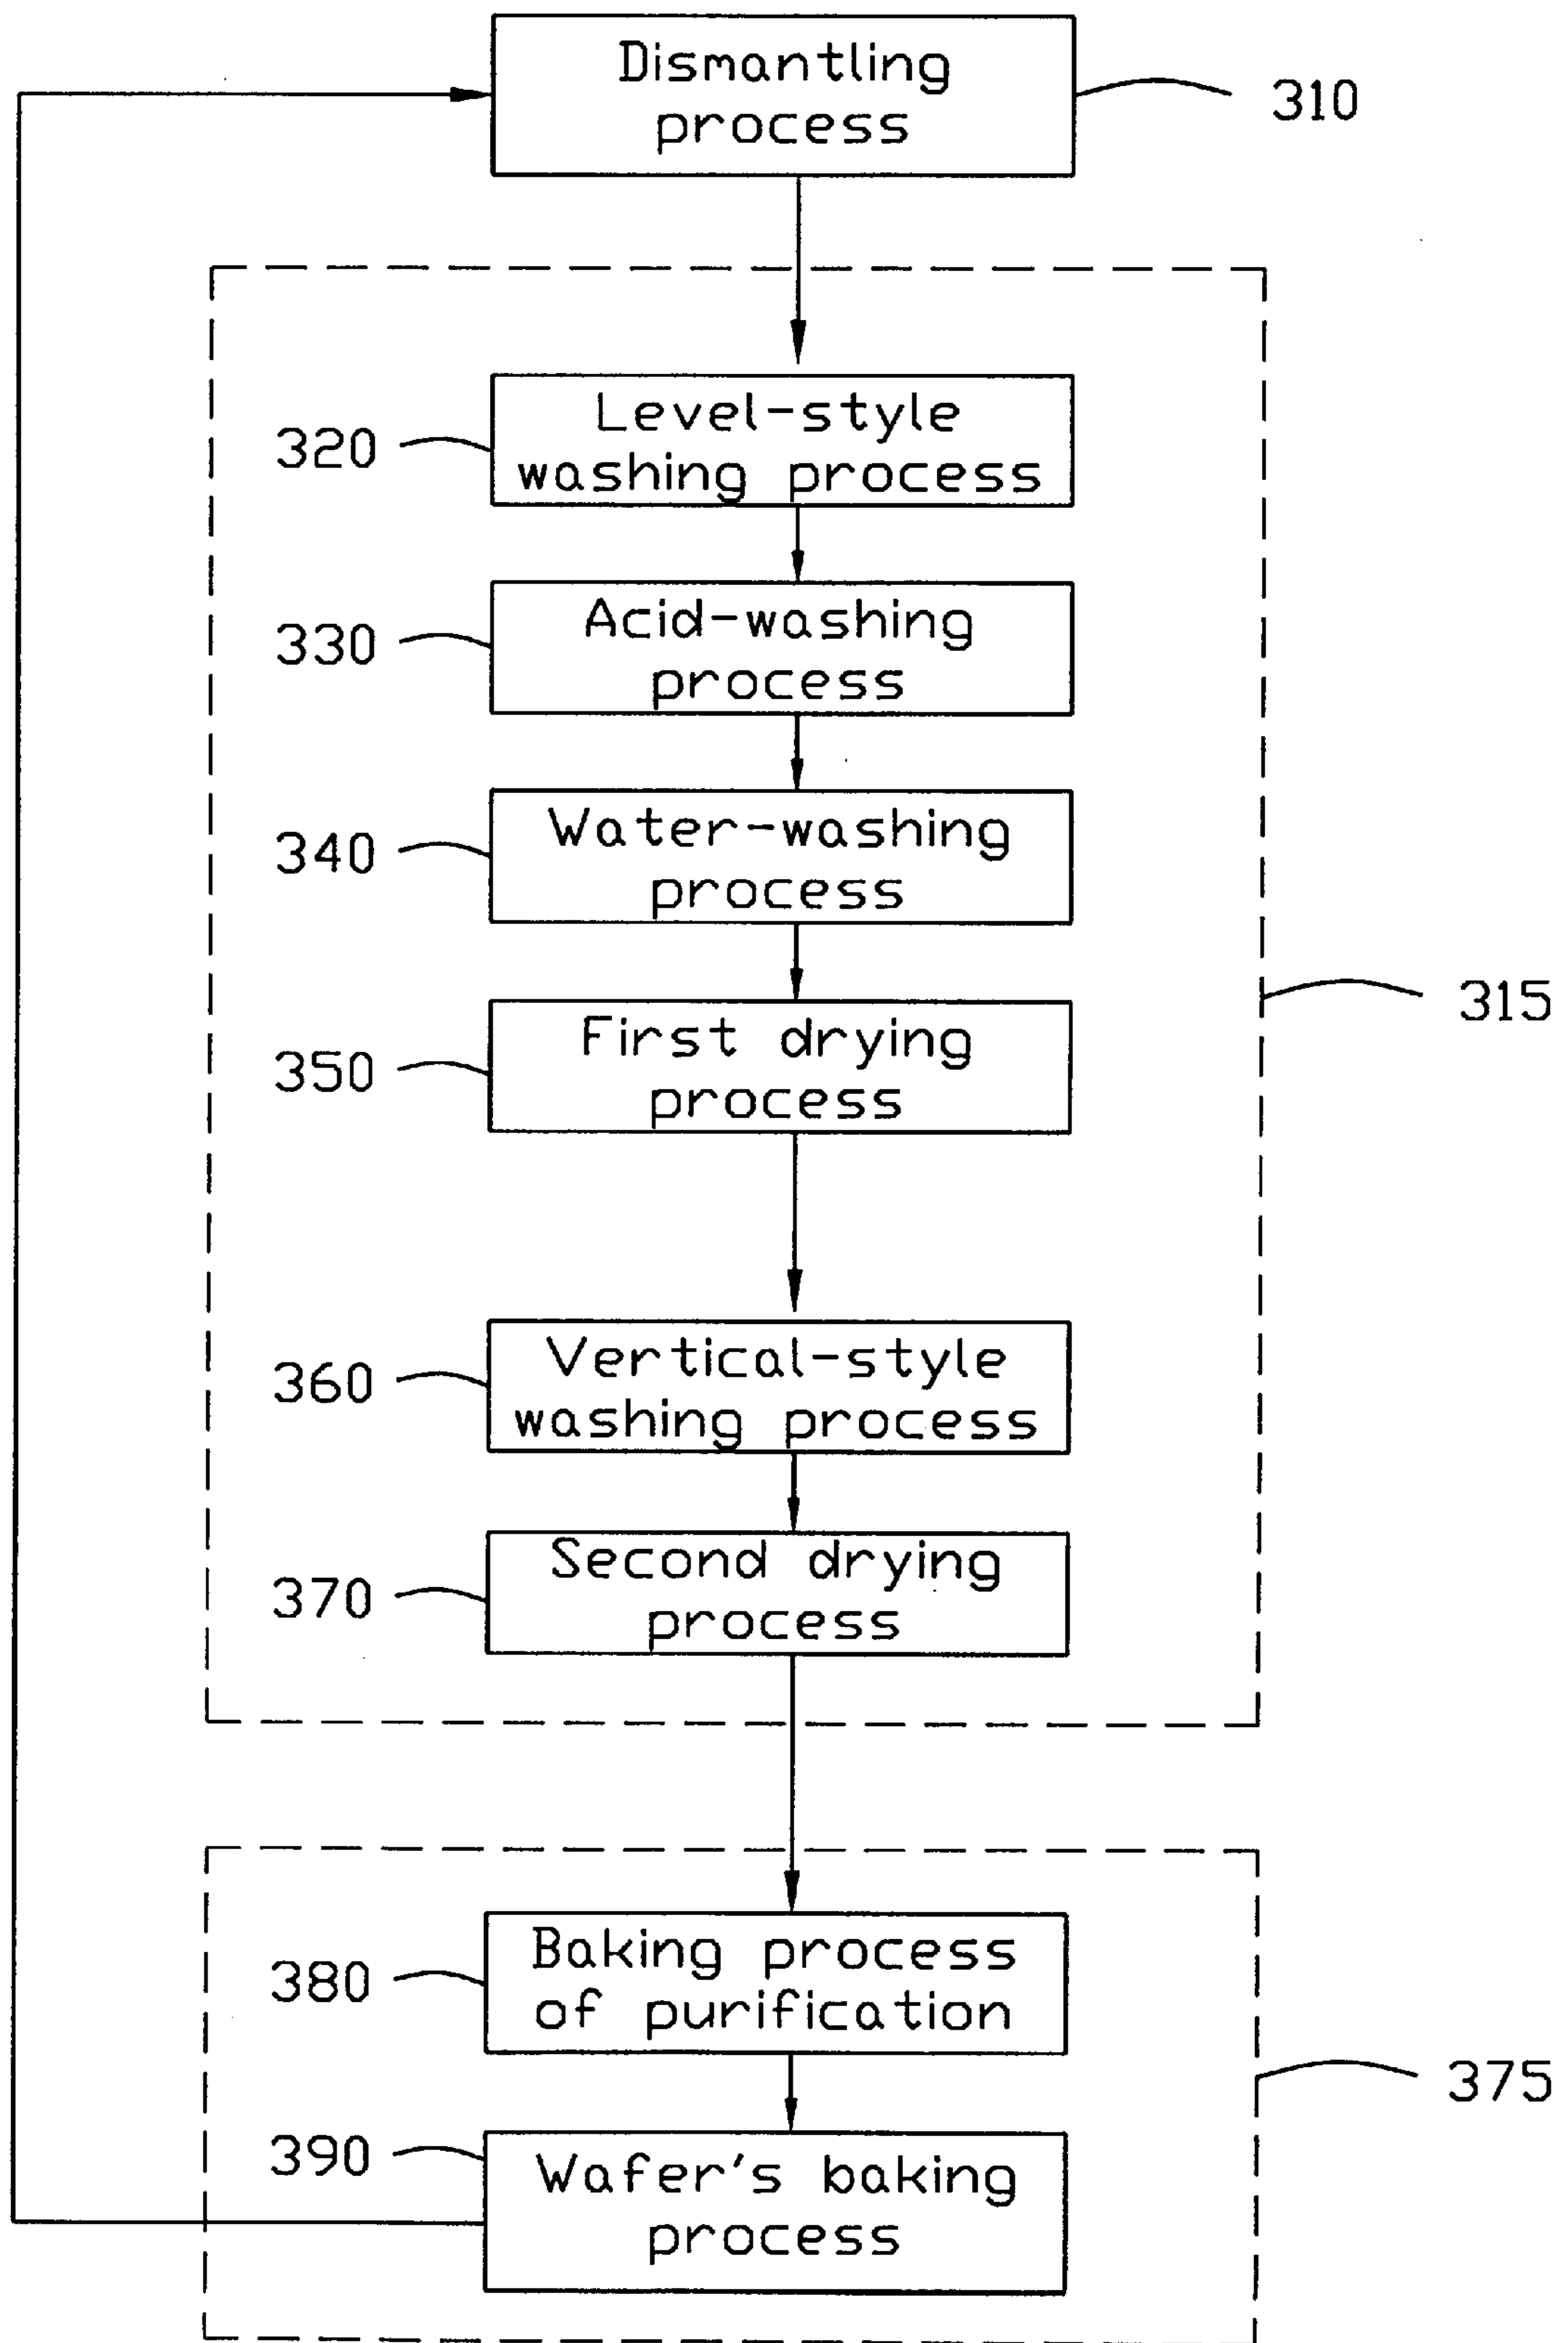 Dismantling
process
310
320
Level-style
washing process
330
Acid-washing
process
340
Water-washing
process
315
350
First drying
process
360
Vertical-style
washing process
370
Second drying
process
380
Baking process
of purification
375
390
Wafer's baking
process